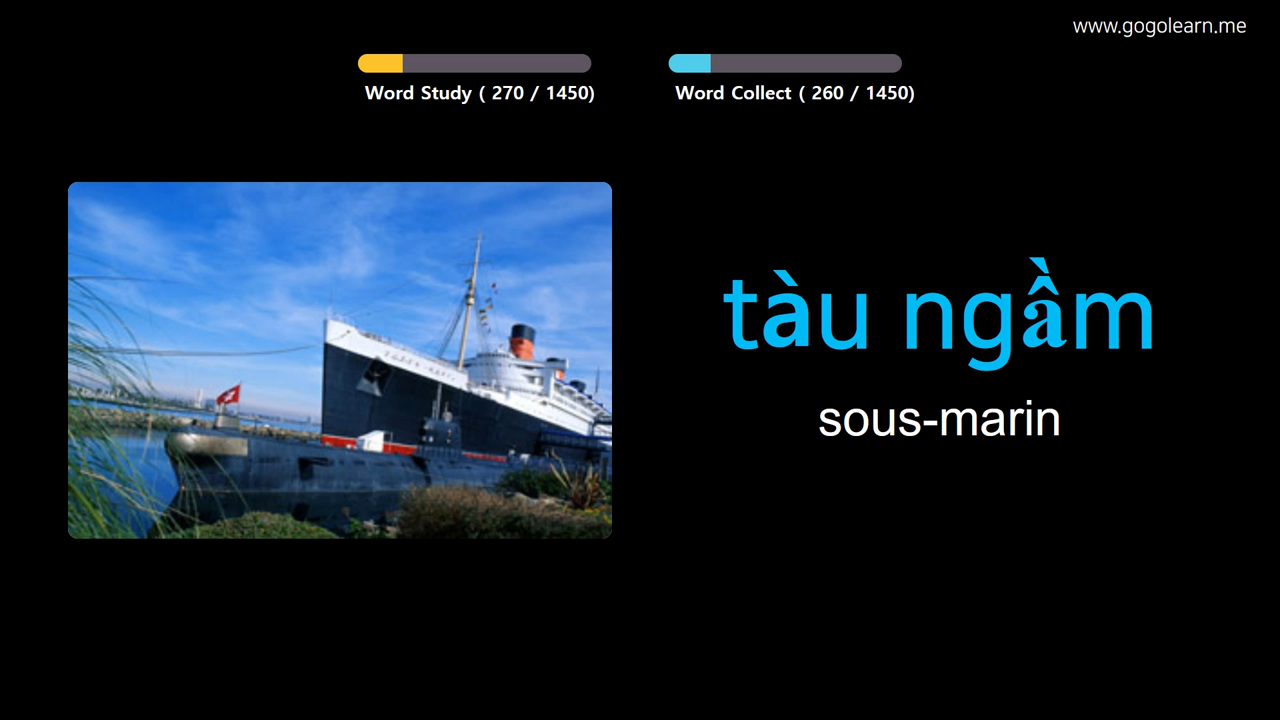 www.gogolearn.me
Word Study ( 270 / 1450)
Word Collect ( 260 / 1450)
tàu ngầm
sous-marin